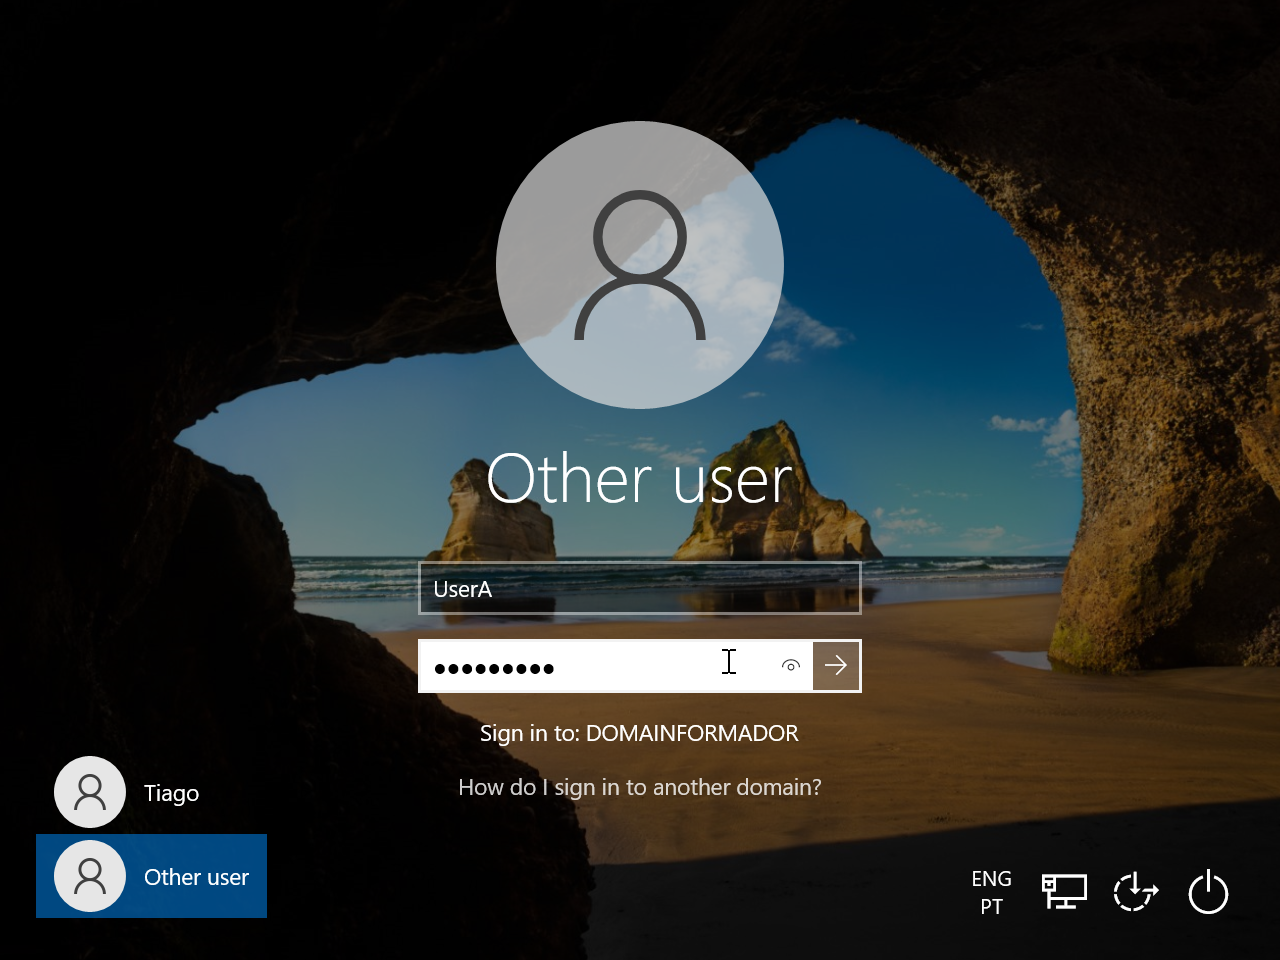 Other user
UserA
Sign in to: DOMAINFORMADOR
How do I sign in to another domain?
Tiago
Other user
ENG
PT